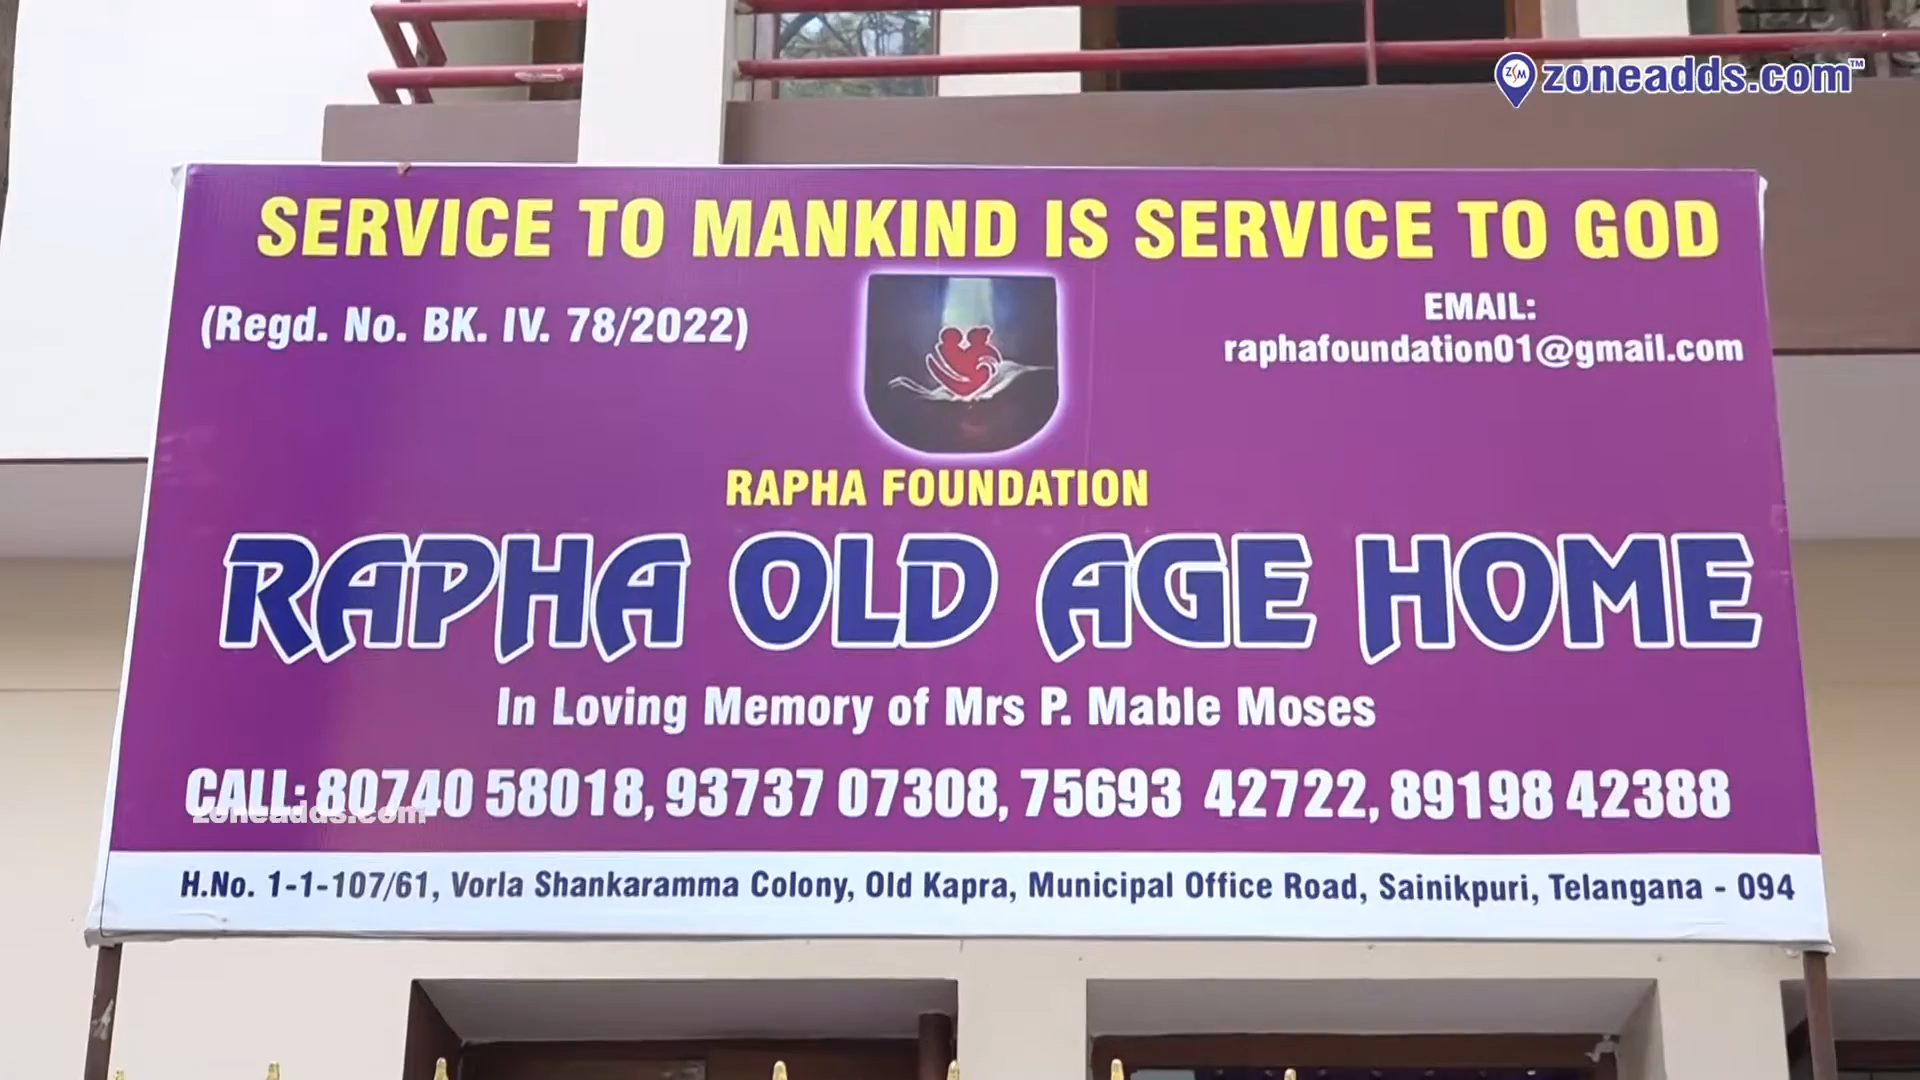 zoneadds.com™
SERVICE TO MANKIND IS SERVICE TO GOD
(Regd. No. BK. IV. 78/2022)
EMAIL:
raphafoundation01@gmail.com
RAPHA FOUNDATION
RAPHA OLD AGE HOME
In Loving Memory of Mrs P. Mable Moses
CALL: 80740 58018, 93737 07308, 75693 42722, 89198 42388
zoneadds.com
H.No. 1-1-107/61, Vorla Shankaramma Colony, Old Kapra, Municipal Office Road, Sainikpuri, Telangana - 094